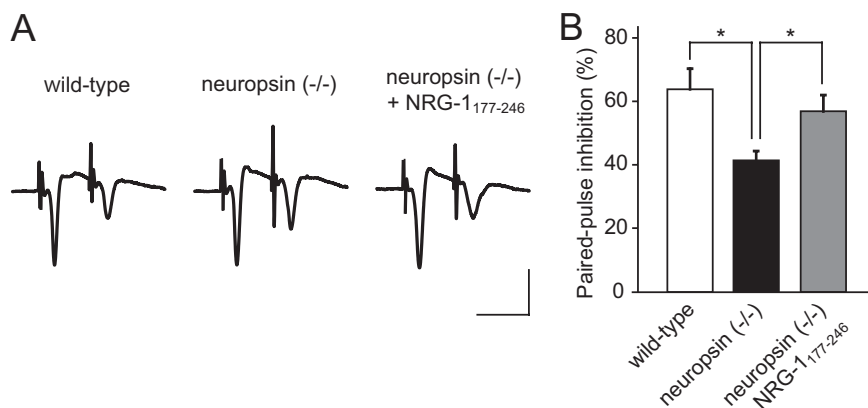 A
wild-type
neuropsin (-/-)
neuropsin (-/-)
+ NRG-1177-246
B
Paired-pulse inhibition (%)
80
60
40
20
0
*
*
wild-type
neuropsin (-/-)
neuropsin (-/-)
NRG-1177-246